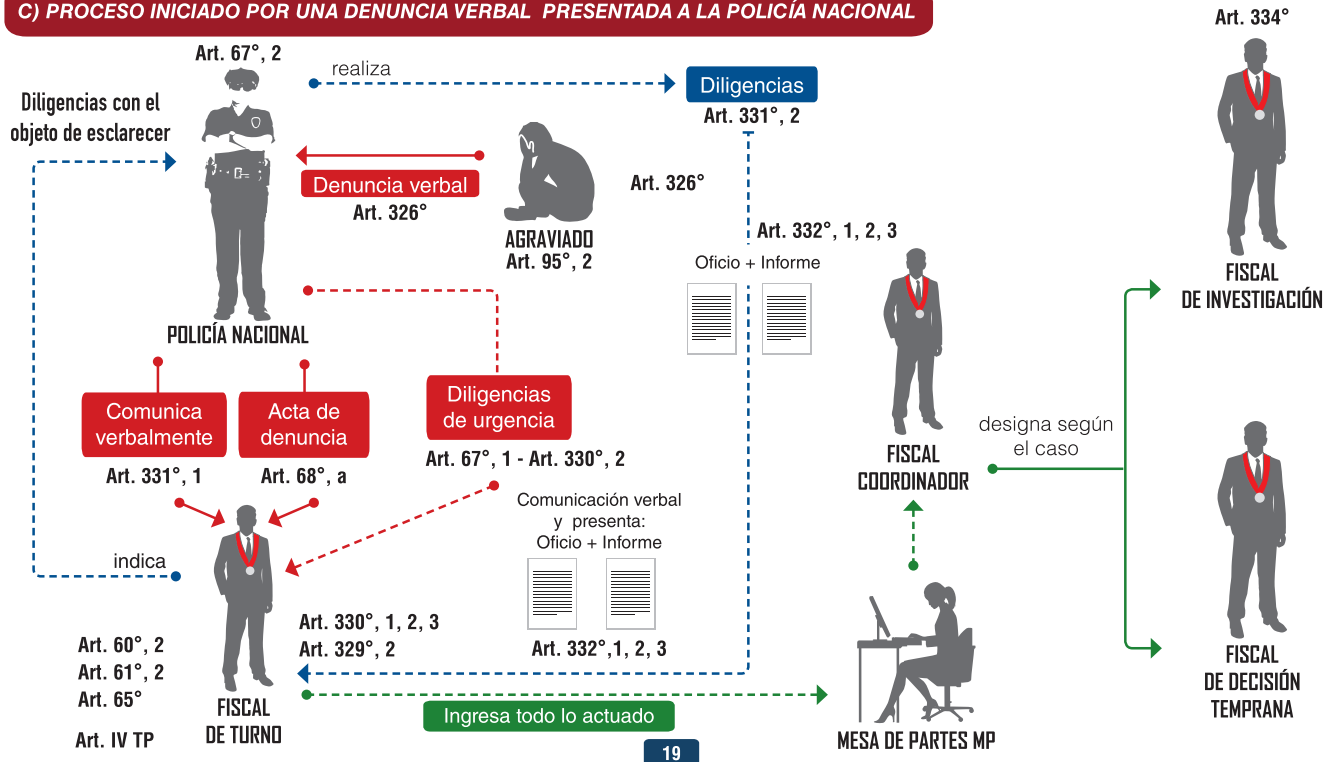 C) PROCESO INICIADO POR UNA DENUNCIA VERBAL PRESENTADA A LA POLICÍA NACIONAL
Art. 67°, 2
realiza
Diligencias
Art. 331°, 2
Diligencias con el
objeto de esclarecer
Denuncia verbal
Art. 326°
AGRAVIADO
Art. 95°, 2
Art. 326°
Art. 332°, 1, 2, 3
Oficio + Informe
POLICÍA NACIONAL
Comunica
verbalmente
Art. 331°, 1
Acta de
denuncia
Art. 68°, a
Diligencias
de urgencia
Art. 67°, 1 - Art. 330°, 2
Comunicación verbal
y presenta:
Oficio + Informe
Art. 332°,1, 2, 3
indica
Art. 330°, 1, 2, 3
Art. 329°, 2
Art. 60°, 2
Art. 61°, 2
Art. 65°
Art. IV TP
FISCAL
DE TURNO
Ingresa todo lo actuado
MESA DE PARTES MP
FISCAL
COORDINADOR
designa según
el caso
Art. 334°
FISCAL
DE INVESTIGACIÓN
FISCAL
DE DECISIÓN
TEMPRANA
19